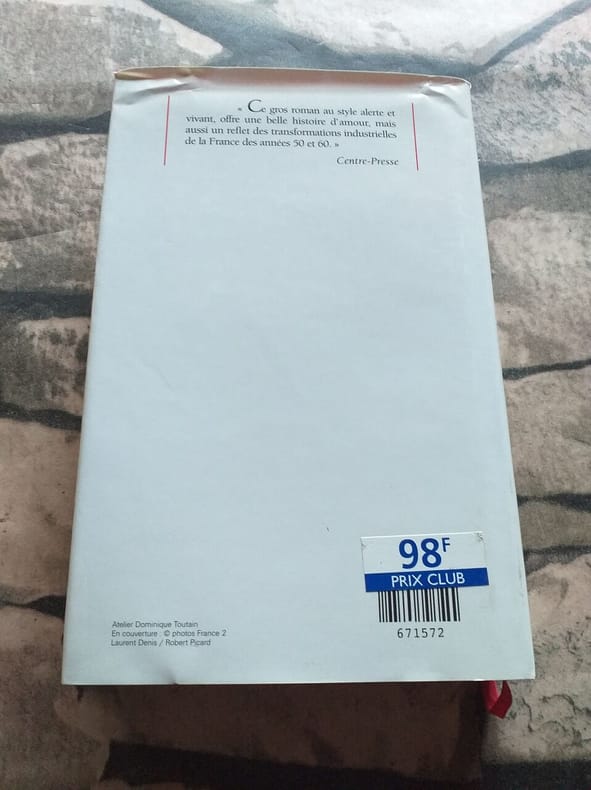 « Ce gros roman au style alerte et
vivant, offre une belle histoire d'amour, mais
aussi un reflet des transformations industrielles
de la France des années 50 et 60. »
Centre-Presse
98F
PRIX CLUB
671572
Atelier Dominique Toutain
En couverture : © photos France 2
Laurent Denis / Robert Picard